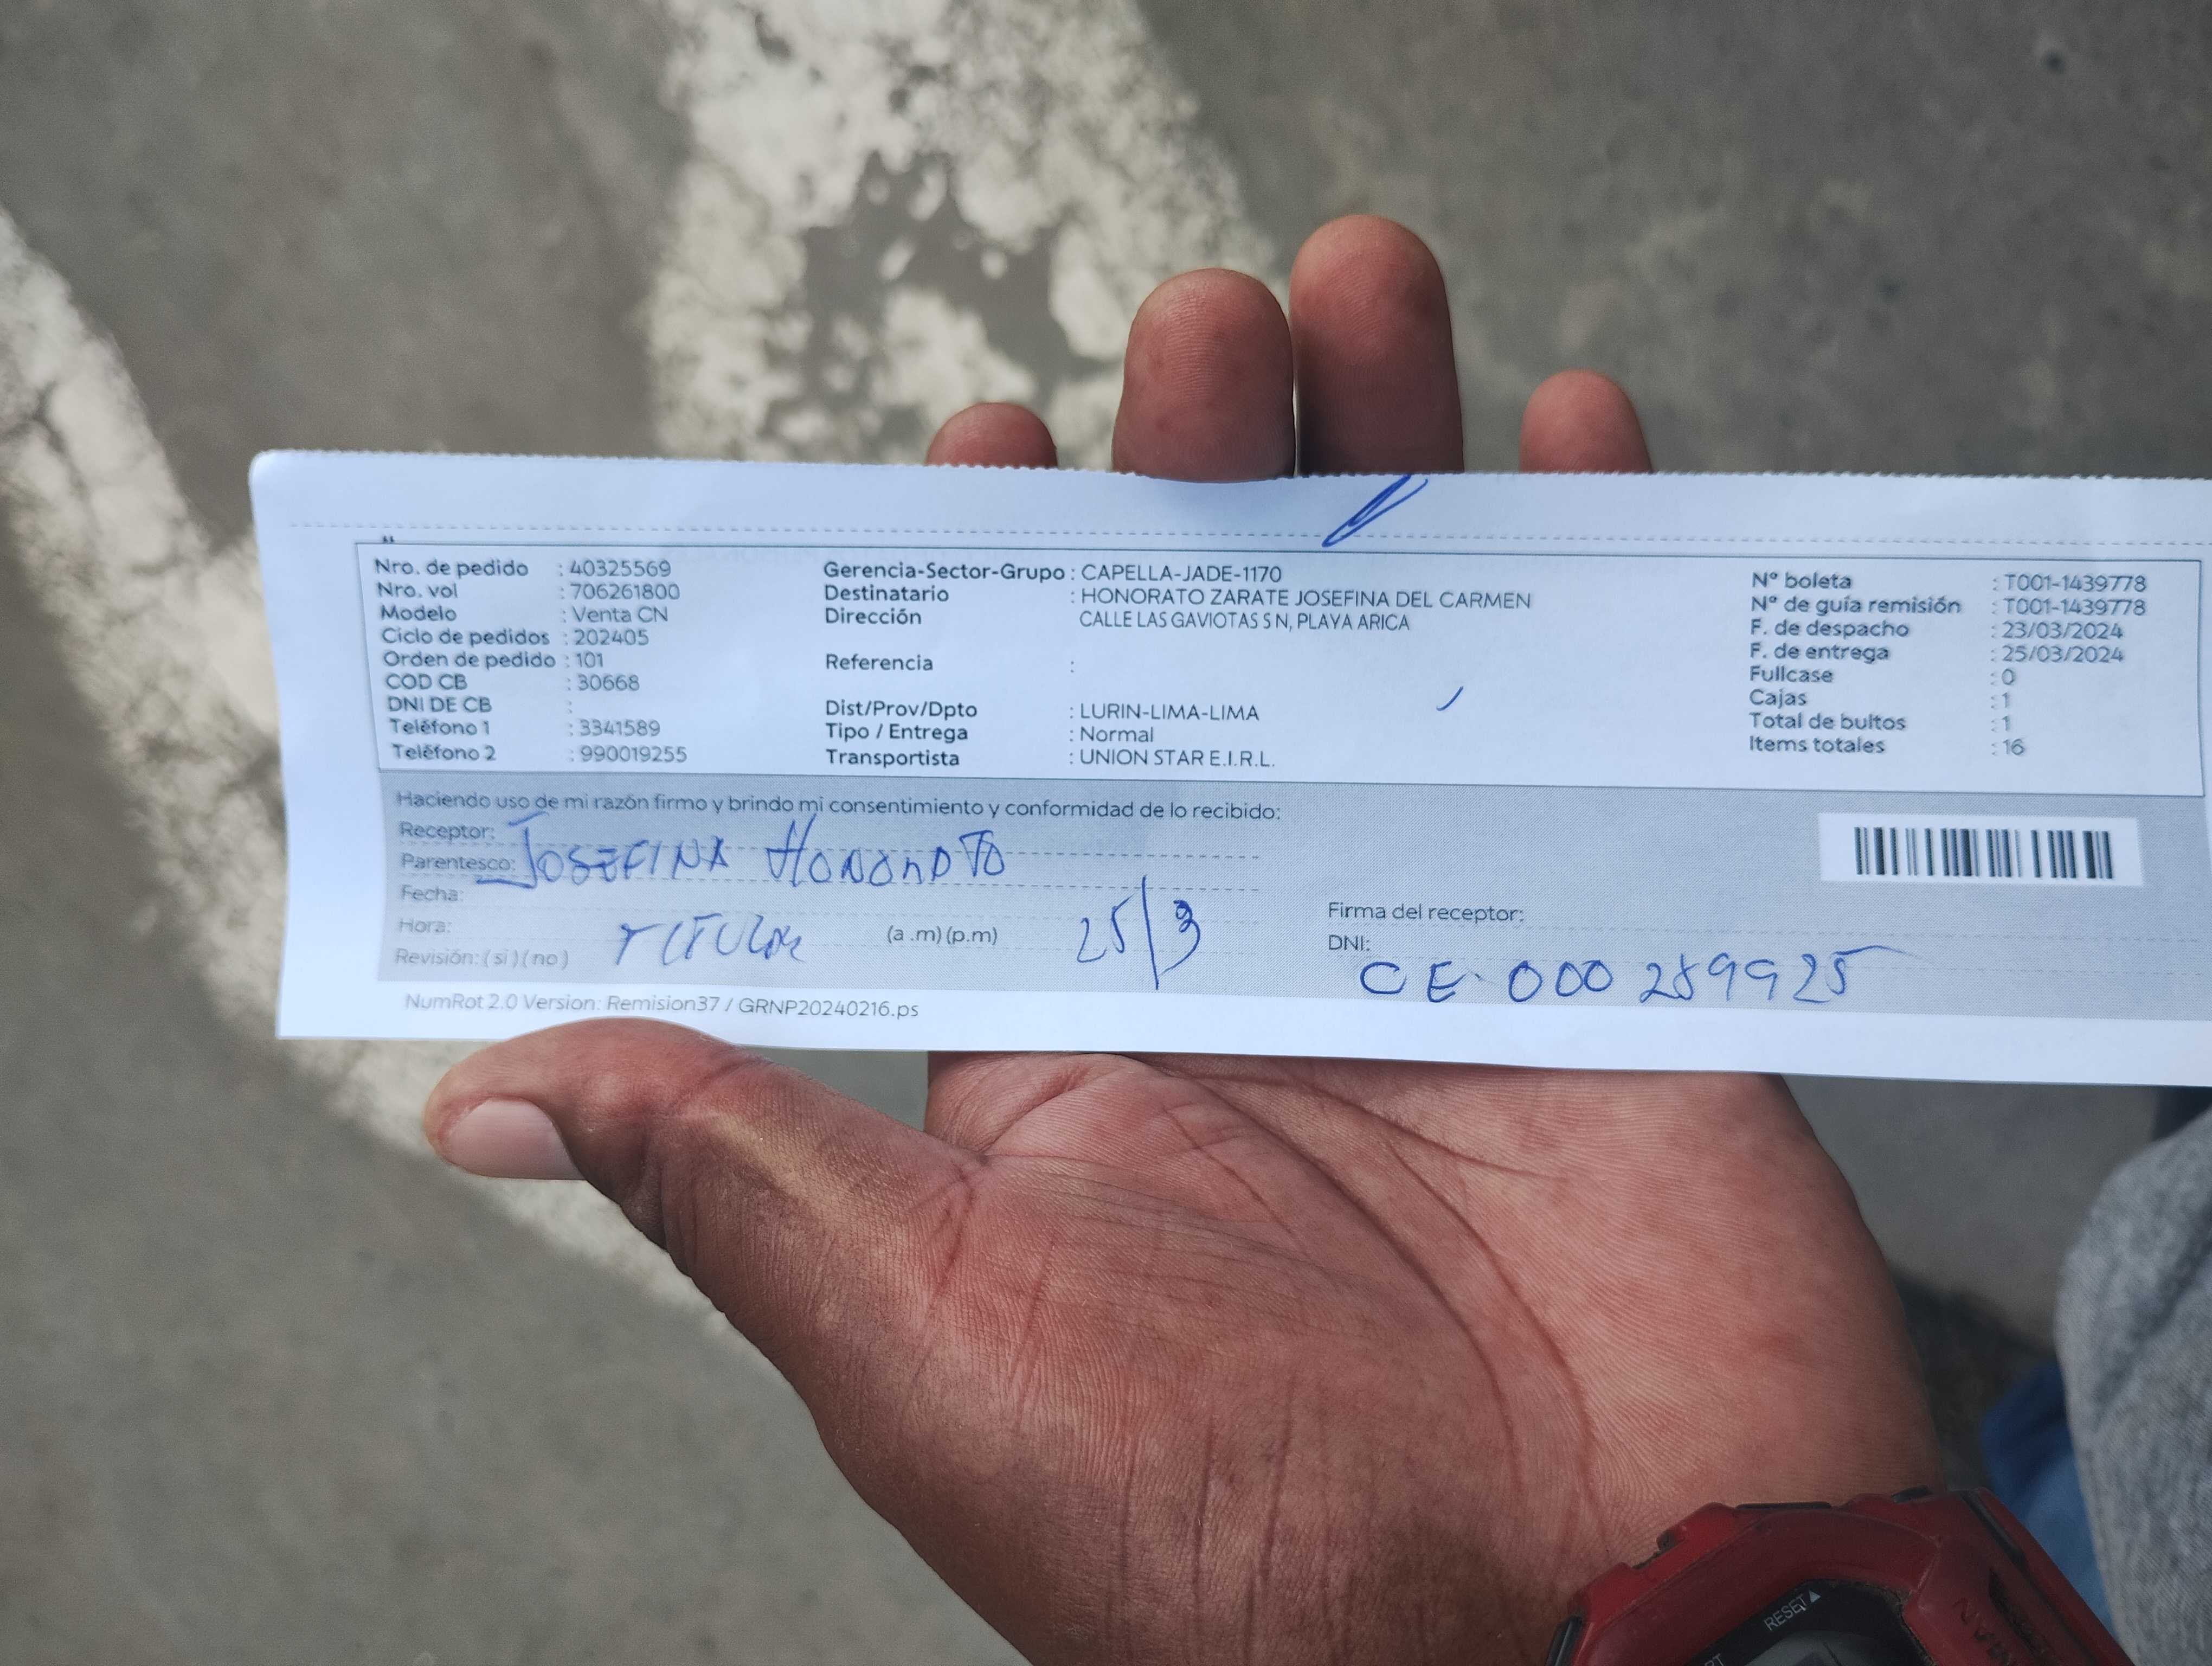 Nro. de pedido : 40325569
Nro. vol : 706261800
Modelo : Venta CN
Ciclo de pedidos : 202405
Orden de pedido : 101
COD CB : 30668
DNI DE CB :
Teléfono 1 : 3341589
Teléfono 2 : 990019255
Gerencia-Sector-Grupo : CAPELLA-JADE-1170
Destinatario : HONORATO ZARATE JOSEFINA DEL CARMEN
Dirección CALLE LAS GAVIOTAS S N, PLAYA ARICA
Referencia :
Dist/Prov/Dpto : LURIN-LIMA-LIMA
Tipo / Entrega : Normal
Transportista : UNION STAR E.I.R.L.
Nº boleta : T001-1439778
Nº de guía remisión : T001-1439778
F. de despacho : 23/03/2024
F. de entrega : 25/03/2024
Fullcase : 0
Cajas : 1
Total de bultos : 1
Items totales : 16
Haciendo uso de mi razón firmo y brindo mi consentimiento y conformidad de lo recibido:
Receptor:
Parentesco: JOSEFINA HONORATO
Fecha:
Hora: TITULAR (a .m) (p.m) 25/3
Revisión: ( si ) ( no )
Firma del receptor:
DNI:
CE. 000 289925
NumRot 2.0 Version: Remision37 / GRNP20240216.ps
RESET